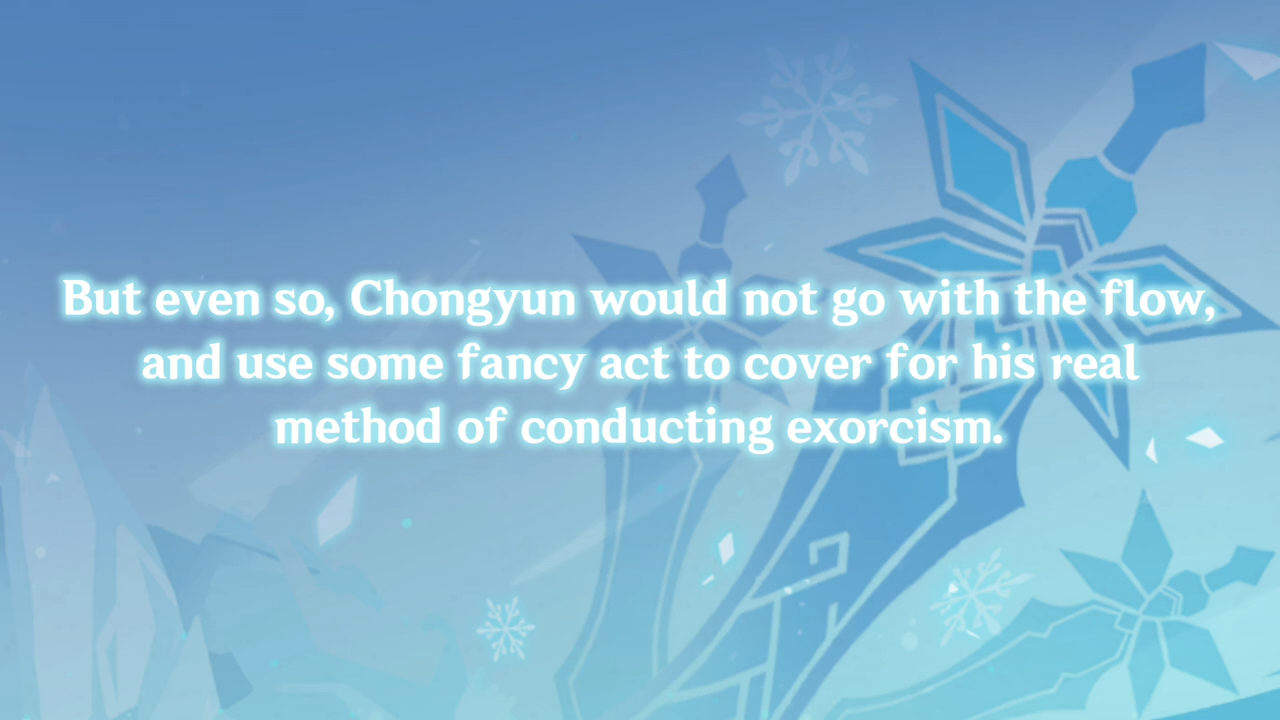 But even so, Chongyun would not go with the flow,
and use some fancy act to cover for his real
method of conducting exorcism.